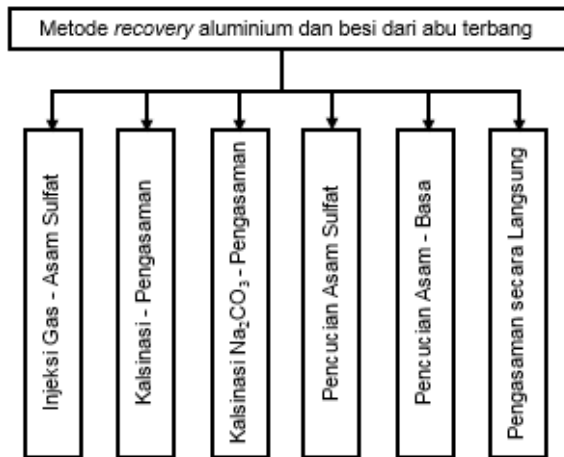 Metode recovery aluminium dan besi dari abu terbang
Injeksi Gas - Asam Sulfat
Kalsinasi - Pengasaman
Kalsinasi Na₂CO₃ - Pengasaman
Pencucian Asam Sulfat
Pencucian Asam - Basa
Pengasaman secara Langsung